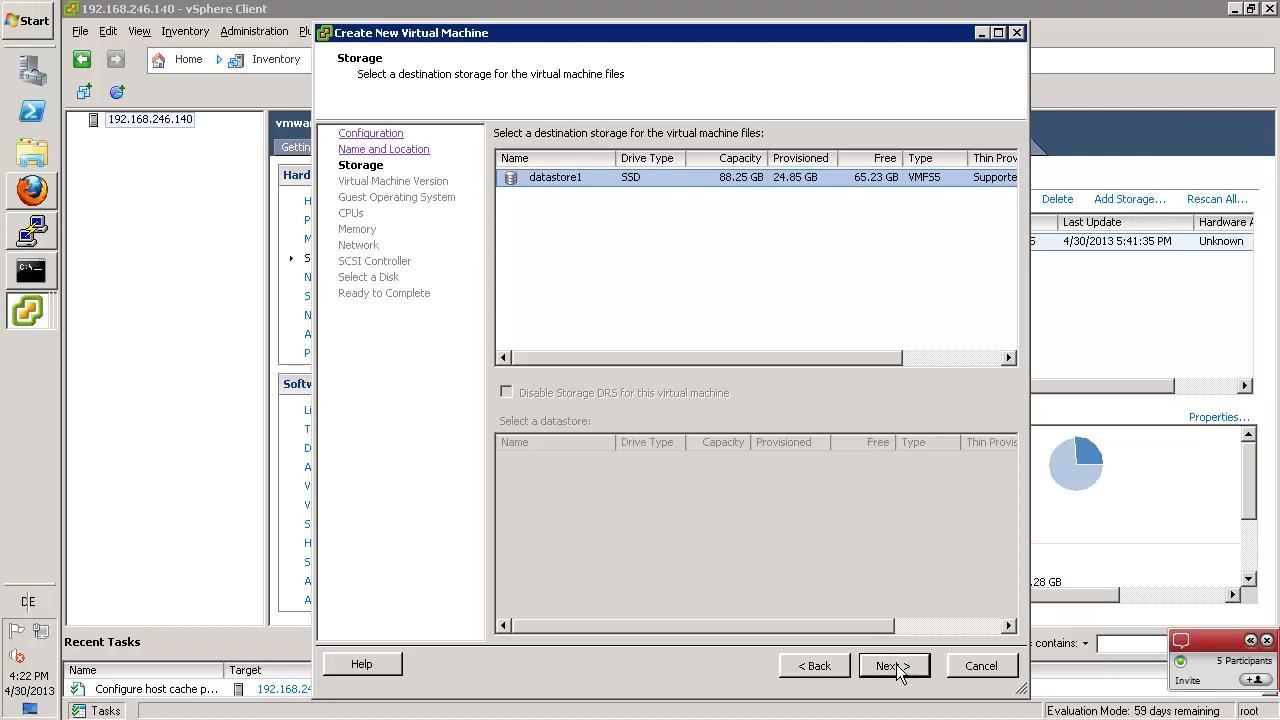 Start
192.168.246.140 - vSphere Client
File Edit View Inventory Administration Pl
Home Inventory
192.168.246.140
vmwar
Getting
Hard
H
P
M
S
N
S
N
A
P
Softw
Li
T
D
A
V
V
S
H
S
A
A
Create New Virtual Machine
Storage
Select a destination storage for the virtual machine files
Configuration
Name and Location
Storage
Virtual Machine Version
Guest Operating System
CPUs
Memory
Network
SCSI Controller
Select a Disk
Ready to Complete
Select a destination storage for the virtual machine files:
Name Drive Type Capacity Provisioned Free Type Thin Prov
datastore1 SSD 88.25 GB 24.85 GB 65.23 GB VMFS5 Supporte
Disable Storage DRS for this virtual machine
Select a datastore:
Name Drive Type Capacity Provisioned Free Type Thin Provis
Help < Back Next > Cancel
Delete Add Storage... Rescan All...
Last Update Hardware A
5 4/30/2013 5:41:35 PM Unknown
Properties...
.28 GB
contains:
5 Participants
Invite
Recent Tasks
Name Target
Configure host cache p... 192.168.24
Tasks Evaluation Mode: 59 days remaining root
DE
4:22 PM
4/30/2013
C:\